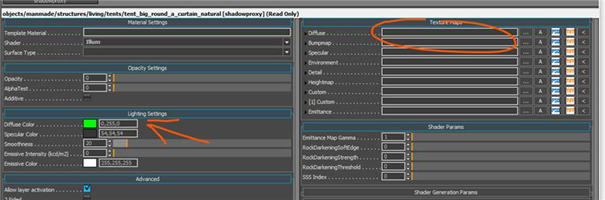 shadowproxy
objects/manmade/structures/living/tents/tent_big_round_a_curtain_natural [shadowproxy] (Read Only)
Material Settings
Template Material
Shader Illum
Surface Type
Opacity Settings
Opacity 0
AlphaTest 0
Additive
Lighting Settings
Diffuse Color 0,255,0
Specular Color 54,54,54
Smoothness 20
Emissive Intensity (kcd/m2) 0
Emissive Color 255,255,255
Advanced
Allow layer activation
2 Sided
Texture Maps
Diffuse ... A <
Bumpmap ... A <
Specular ... A <
Environment ... A <
Detail ... A <
Heightmap ... A <
Custom ... A <
[1] Custom ... A <
Emittance ... A <
Shader Params
Emittance Map Gamma 1
RockDarkeningSoftEdge 0
RockDarkeningStrength 0
RockDarkeningThreshold 0
SSS Index 0
Shader Generation Params